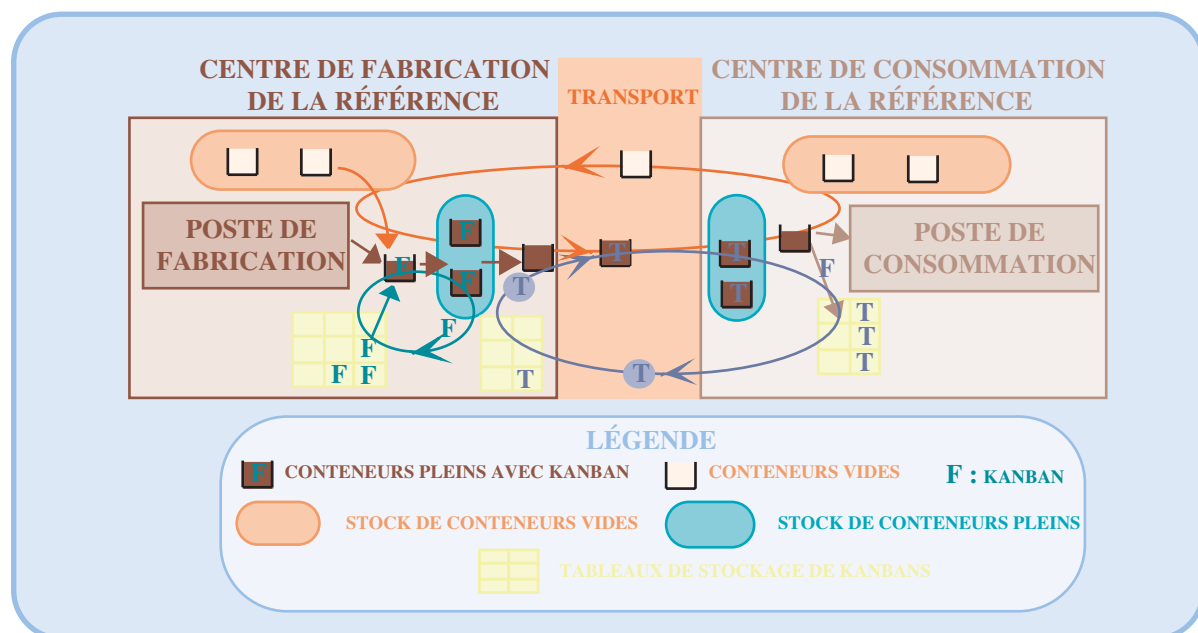 CENTRE DE FABRICATION
DE LA RÉFÉRENCE
TRANSPORT
CENTRE DE CONSOMMATION
DE LA RÉFÉRENCE
POSTE DE
FABRICATION
F
F
F
F
F
F F
T
T
T
T
T
T
T
F
T
T
T
POSTE DE
CONSOMMATION
LÉGENDE
F CONTENEURS PLEINS AVEC KANBAN
CONTENEURS VIDES
F : KANBAN
STOCK DE CONTENEURS VIDES
STOCK DE CONTENEURS PLEINS
TABLEAUX DE STOCKAGE DE KANBANS